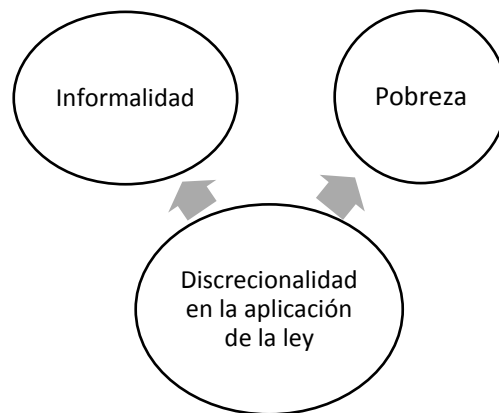 Informalidad
Pobreza
Discrecionalidad
en la aplicación
de la ley